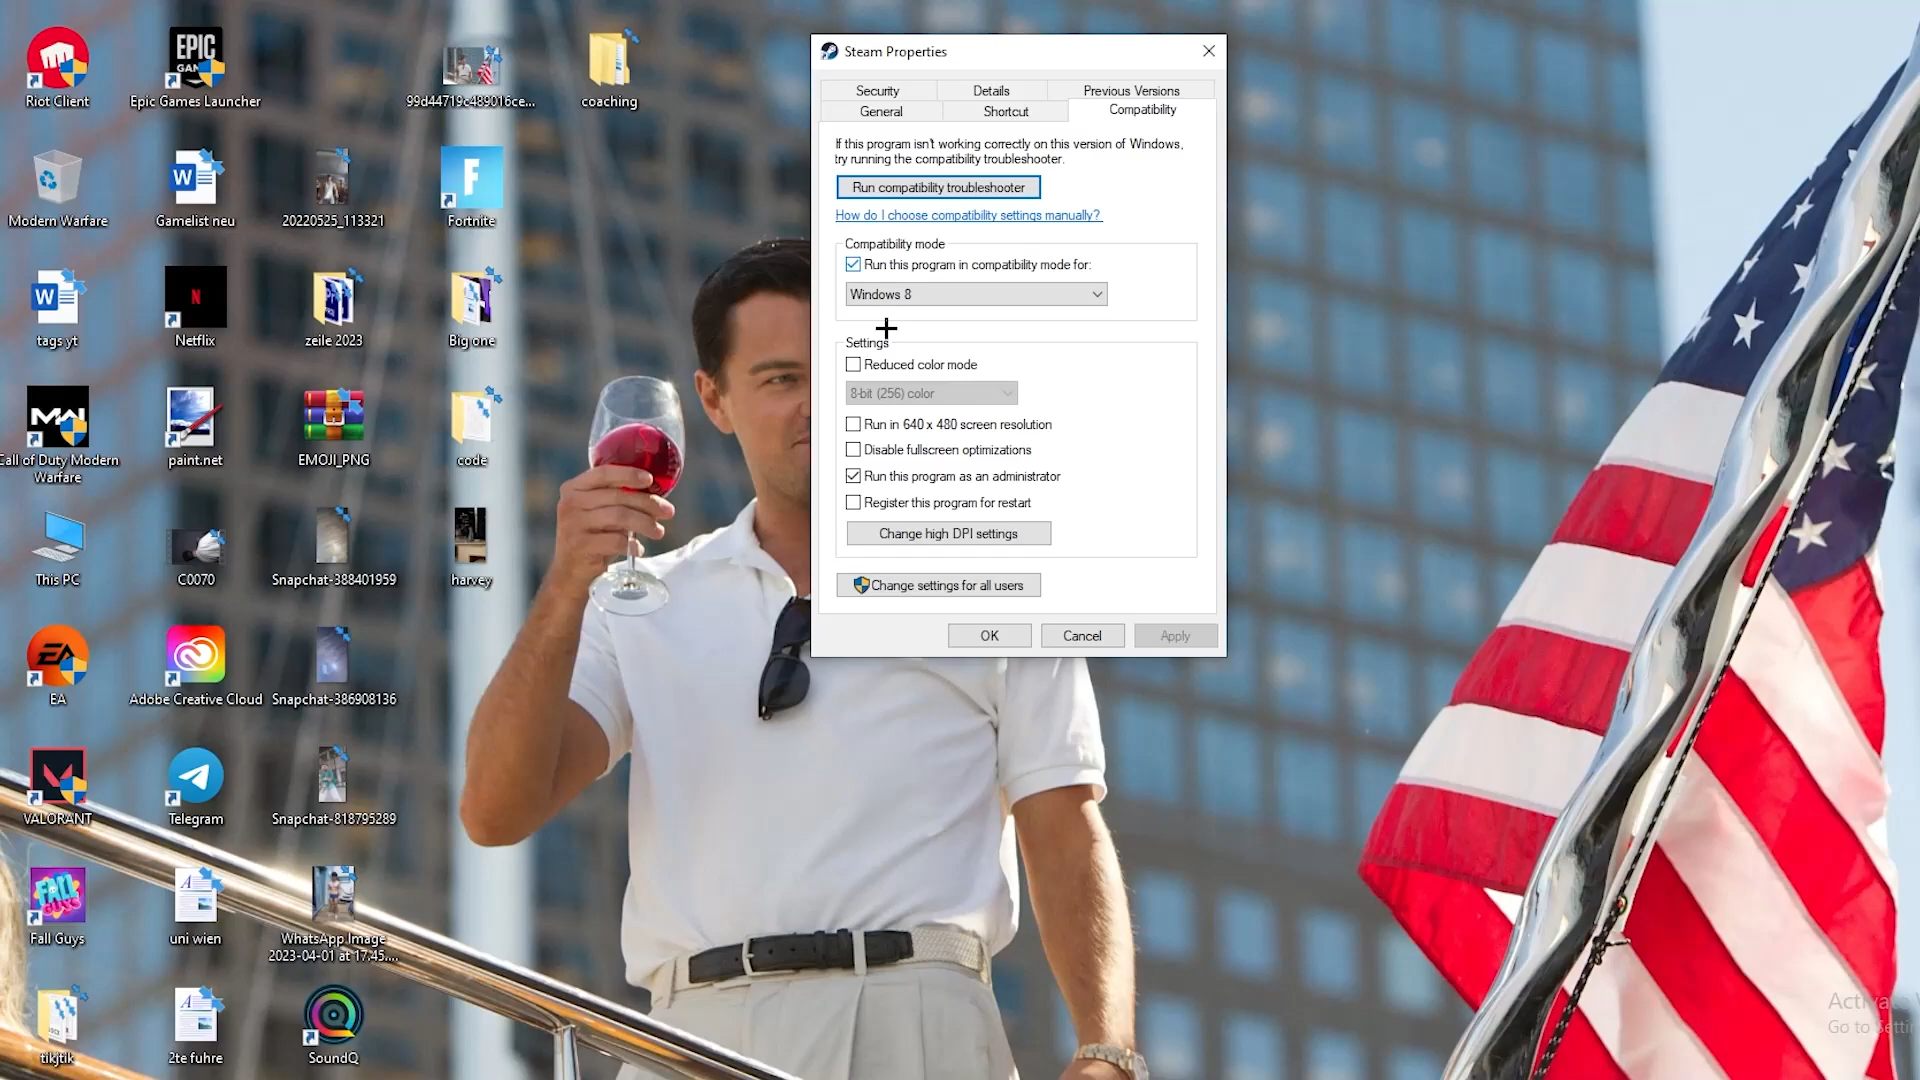 Riot Client
EPIC
GAM
Epic Games Launcher
99d44719c489016ce...
coaching
Modern Warfare
Gamelist neu
20220525_113321
Fortnite
tags yt
Netflix
zeile 2023
Big one
Call of Duty Modern
Warfare
paint.net
EMOJI_PNG
code
This PC
C0070
Snapchat-388401959
harvey
EA
Adobe Creative Cloud
Snapchat-386908136
VALORANT
Telegram
Snapchat-818795289
Fall Guys
uni wien
WhatsApp Image
2023-04-01 at 17.45....
tikjtik
2te fuhre
SoundQ
Steam Properties
Security
Details
Previous Versions
General
Shortcut
Compatibility
If this program isn't working correctly on this version of Windows,
try running the compatibility troubleshooter.
Run compatibility troubleshooter
How do I choose compatibility settings manually?
Compatibility mode
Run this program in compatibility mode for:
Windows 8
Settings
Reduced color mode
8-bit (256) color
Run in 640 x 480 screen resolution
Disable fullscreen optimizations
Run this program as an administrator
Register this program for restart
Change high DPI settings
Change settings for all users
OK
Cancel
Apply
Activate
Go to Settin